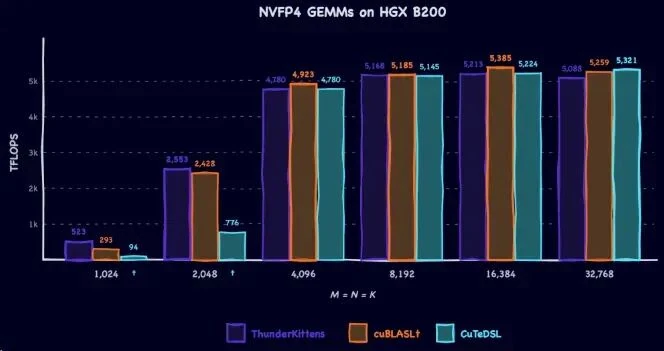 NVFP4 GEMMs on HGX B200
TFLOPS
5k
4k
3k
2k
1k
523
293
94
2,553
2,428
776
4,780
4,923
4,780
5,168
5,185
5,145
5,213
5,385
5,224
5,085
5,259
5,321
1,024 †
2,048 †
4,096
8,192
16,384
32,768
M = N = K
ThunderKittens
cuBLASLt
CuTeDSL